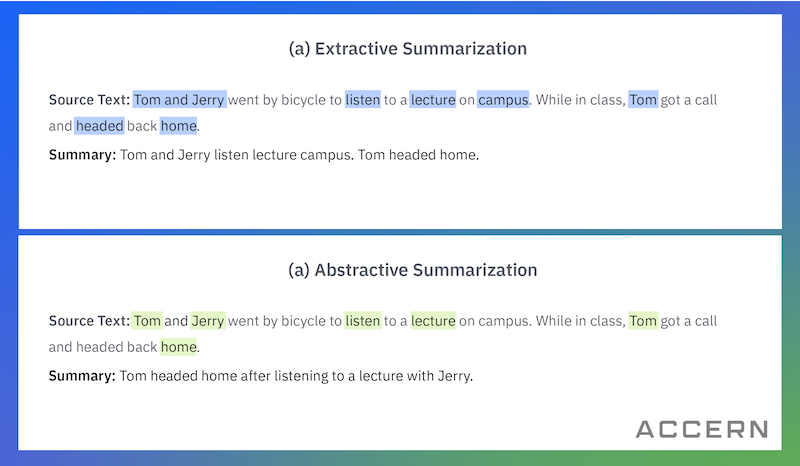 (a) Extractive Summarization
Source Text: Tom and Jerry went by bicycle to listen to a lecture on campus. While in class, Tom got a call
and headed back home.
Summary: Tom and Jerry listen lecture campus. Tom headed home.
(a) Abstractive Summarization
Source Text: Tom and Jerry went by bicycle to listen to a lecture on campus. While in class, Tom got a call
and headed back home.
Summary: Tom headed home after listening to a lecture with Jerry.
ACCERN